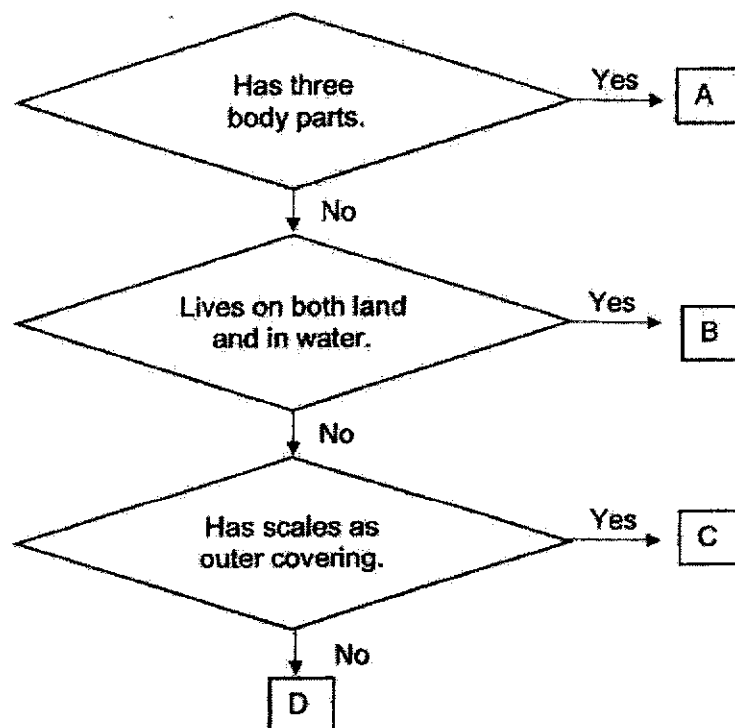 Has three
body parts.
Yes
A
No
Lives on both land
and in water.
Yes
B
No
Has scales as
outer covering.
Yes
C
No
D